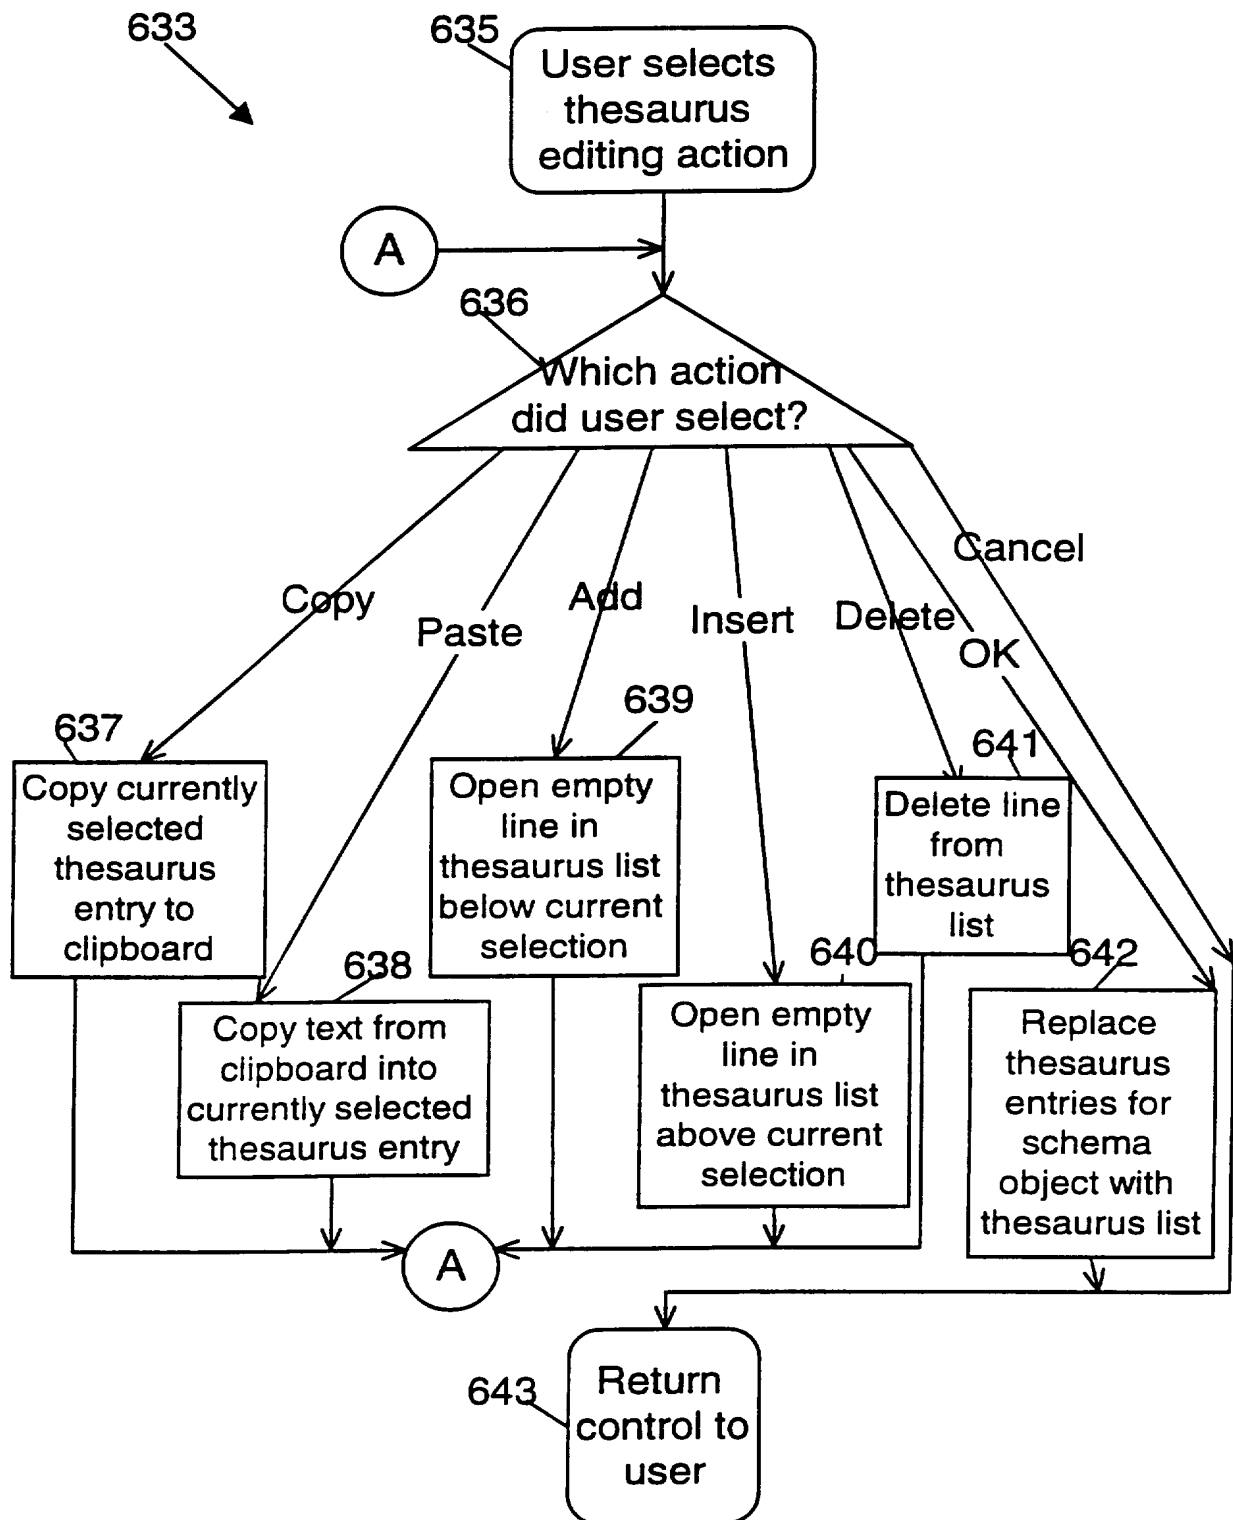 633
635
User selects
thesaurus
editing action
A
636
Which action
did user select?
Cancel
Copy
Add
Paste
Insert
Delete
OK
637
Copy currently
selected
thesaurus
entry to
clipboard
639
Open empty
line in
thesaurus list
below current
selection
641
Delete line
from
thesaurus
list
638
Copy text from
clipboard into
currently selected
thesaurus entry
640
Open empty
line in
thesaurus list
above current
selection
642
Replace
thesaurus
entries for
schema
object with
thesaurus list
A
643
Return
control to
user